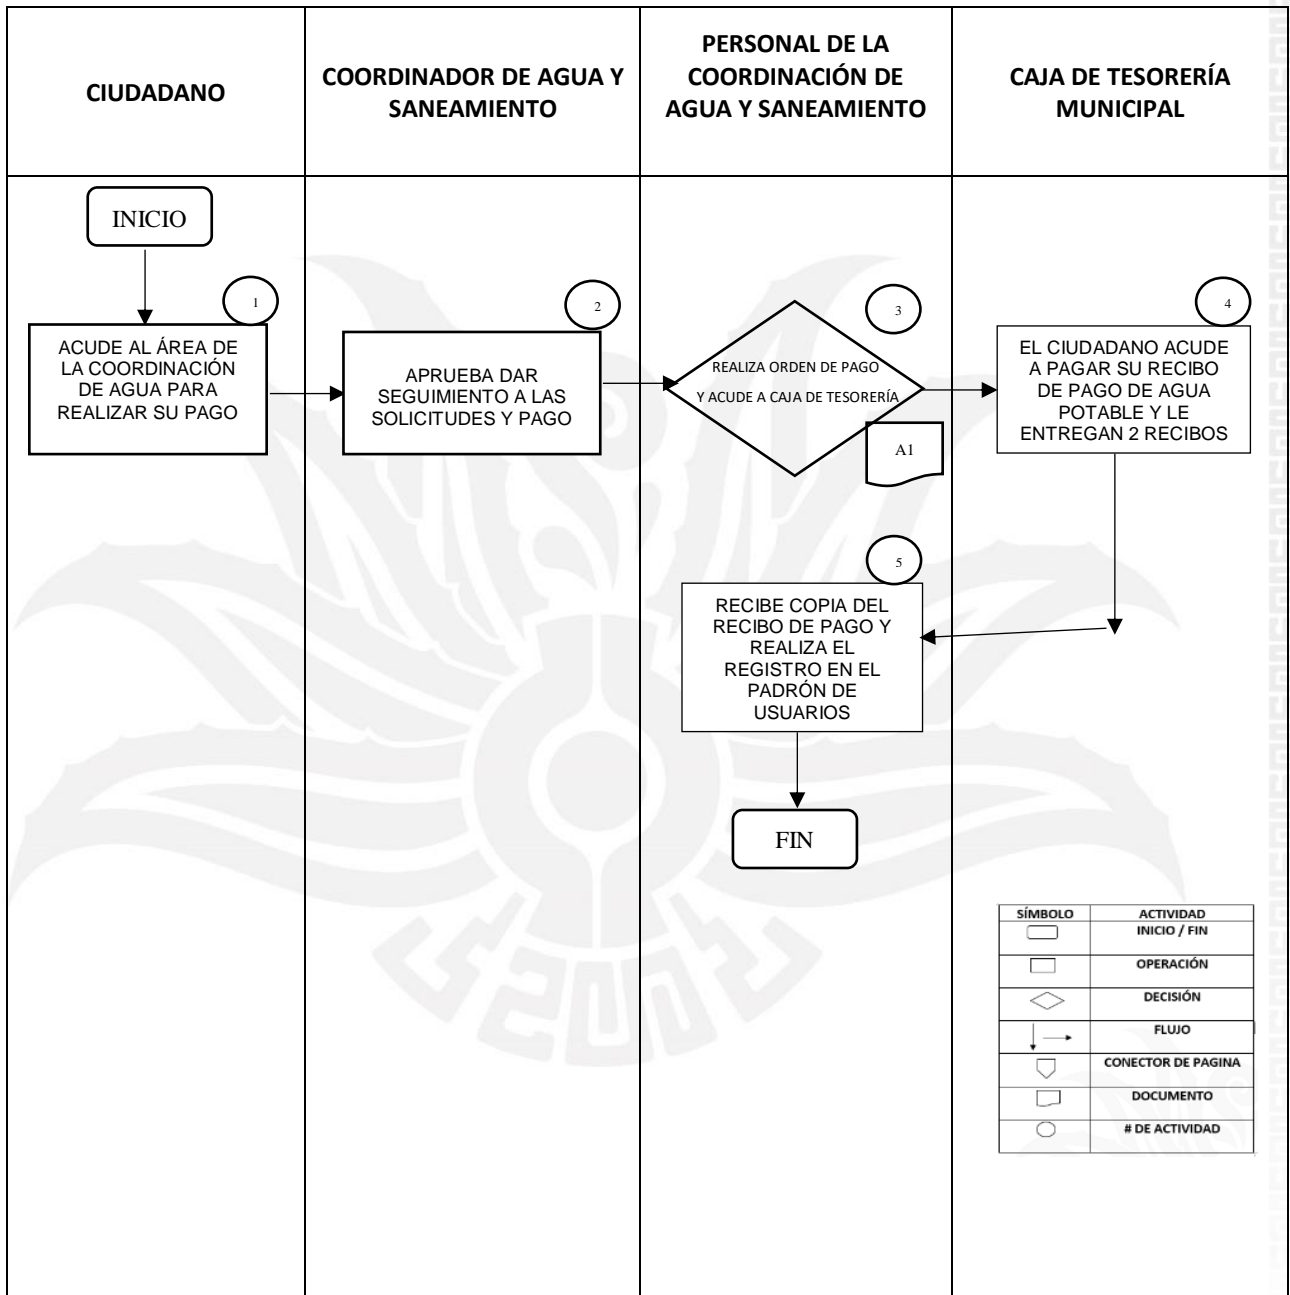 CIUDADANO
COORDINADOR DE AGUA Y
SANEAMIENTO
PERSONAL DE LA
COORDINACIÓN DE
AGUA Y SANEAMIENTO
CAJA DE TESORERÍA
MUNICIPAL
INICIO
1
ACUDE AL ÁREA DE
LA COORDINACIÓN
DE AGUA PARA
REALIZAR SU PAGO
2
APRUEBA DAR
SEGUIMIENTO A LAS
SOLICITUDES Y PAGO
3
REALIZA ORDEN DE PAGO
Y ACUDE A CAJA DE TESORERÍA
A1
4
EL CIUDADANO ACUDE
A PAGAR SU RECIBO
DE PAGO DE AGUA
POTABLE Y LE
ENTREGAN 2 RECIBOS
5
RECIBE COPIA DEL
RECIBO DE PAGO Y
REALIZA EL
REGISTRO EN EL
PADRÓN DE
USUARIOS
FIN
SÍMBOLO ACTIVIDAD
INICIO / FIN
OPERACIÓN
DECISIÓN
FLUJO
CONECTOR DE PAGINA
DOCUMENTO
# DE ACTIVIDAD